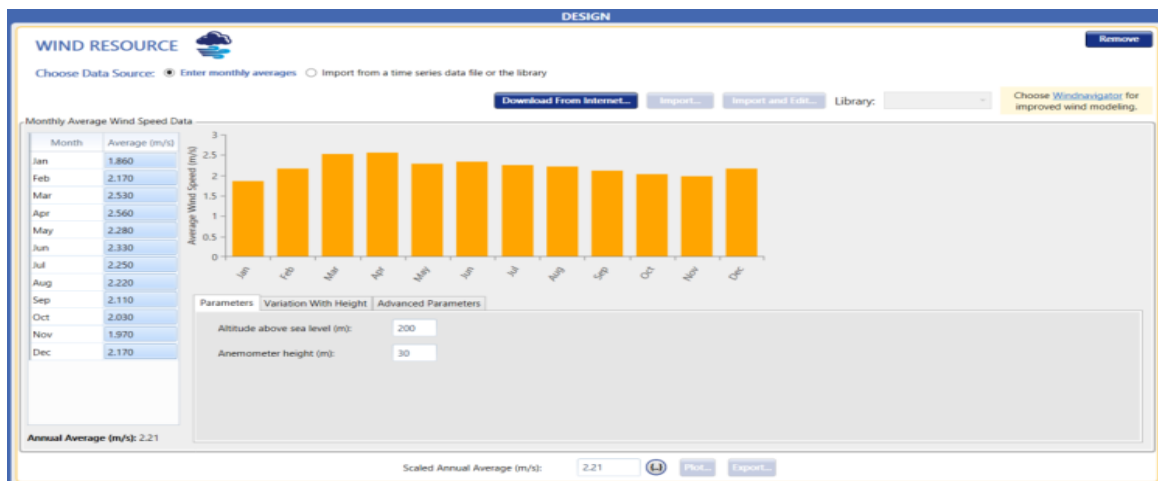 DESIGN
WIND RESOURCE
Remove
Choose Data Source: Enter monthly averages Import from a time series data file or the library
Download From Internet... Import... Import and Edit... Library:
Choose Windnavigator for
improved wind modeling.
Monthly Average Wind Speed Data
Month Average (m/s)
Jan 1.860
Feb 2.170
Mar 2.530
Apr 2.560
May 2.280
Jun 2.330
Jul 2.250
Aug 2.220
Sep 2.110
Oct 2.030
Nov 1.970
Dec 2.170
Annual Average (m/s): 2.21
Average Wind Speed (m/s)
3
2.5
2
1.5
1
0.5
0
Jan Feb Mar Apr May Jun Jul Aug Sep Oct Nov Dec
Parameters Variation With Height Advanced Parameters
Altitude above sea level (m): 200
Anemometer height (m): 30
Scaled Annual Average (m/s): 2.21 Plot... Export...